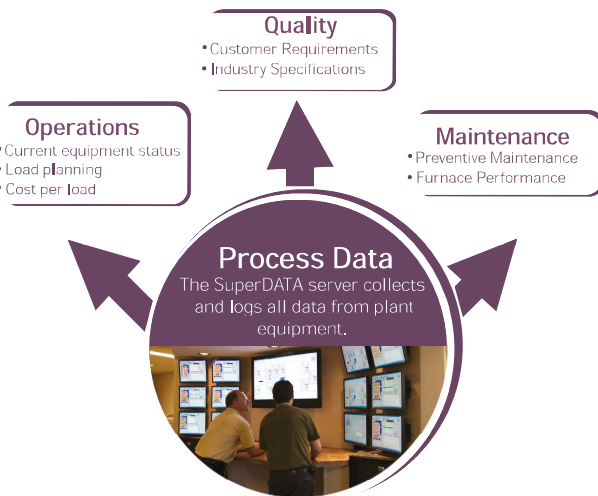 Quality
• Customer Requirements
• Industry Specifications
Operations
• Current equipment status
• Load planning
• Cost per load
Maintenance
• Preventive Maintenance
• Furnace Performance
Process Data
The SuperDATA server collects
and logs all data from plant
equipment.